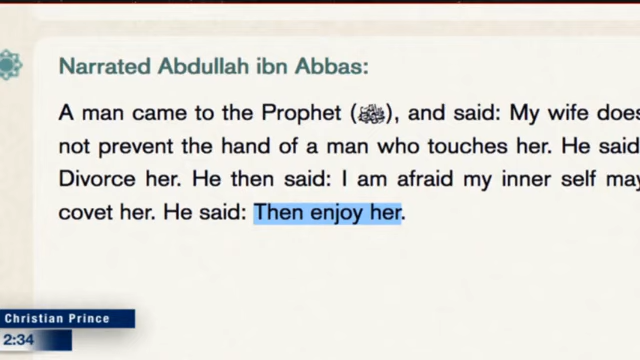 Narrated Abdullah ibn Abbas:
A man came to the Prophet (ﷺ), and said: My wife does
not prevent the hand of a man who touches her. He said
Divorce her. He then said: I am afraid my inner self may
covet her. He said: Then enjoy her.
Christian Prince
2:34